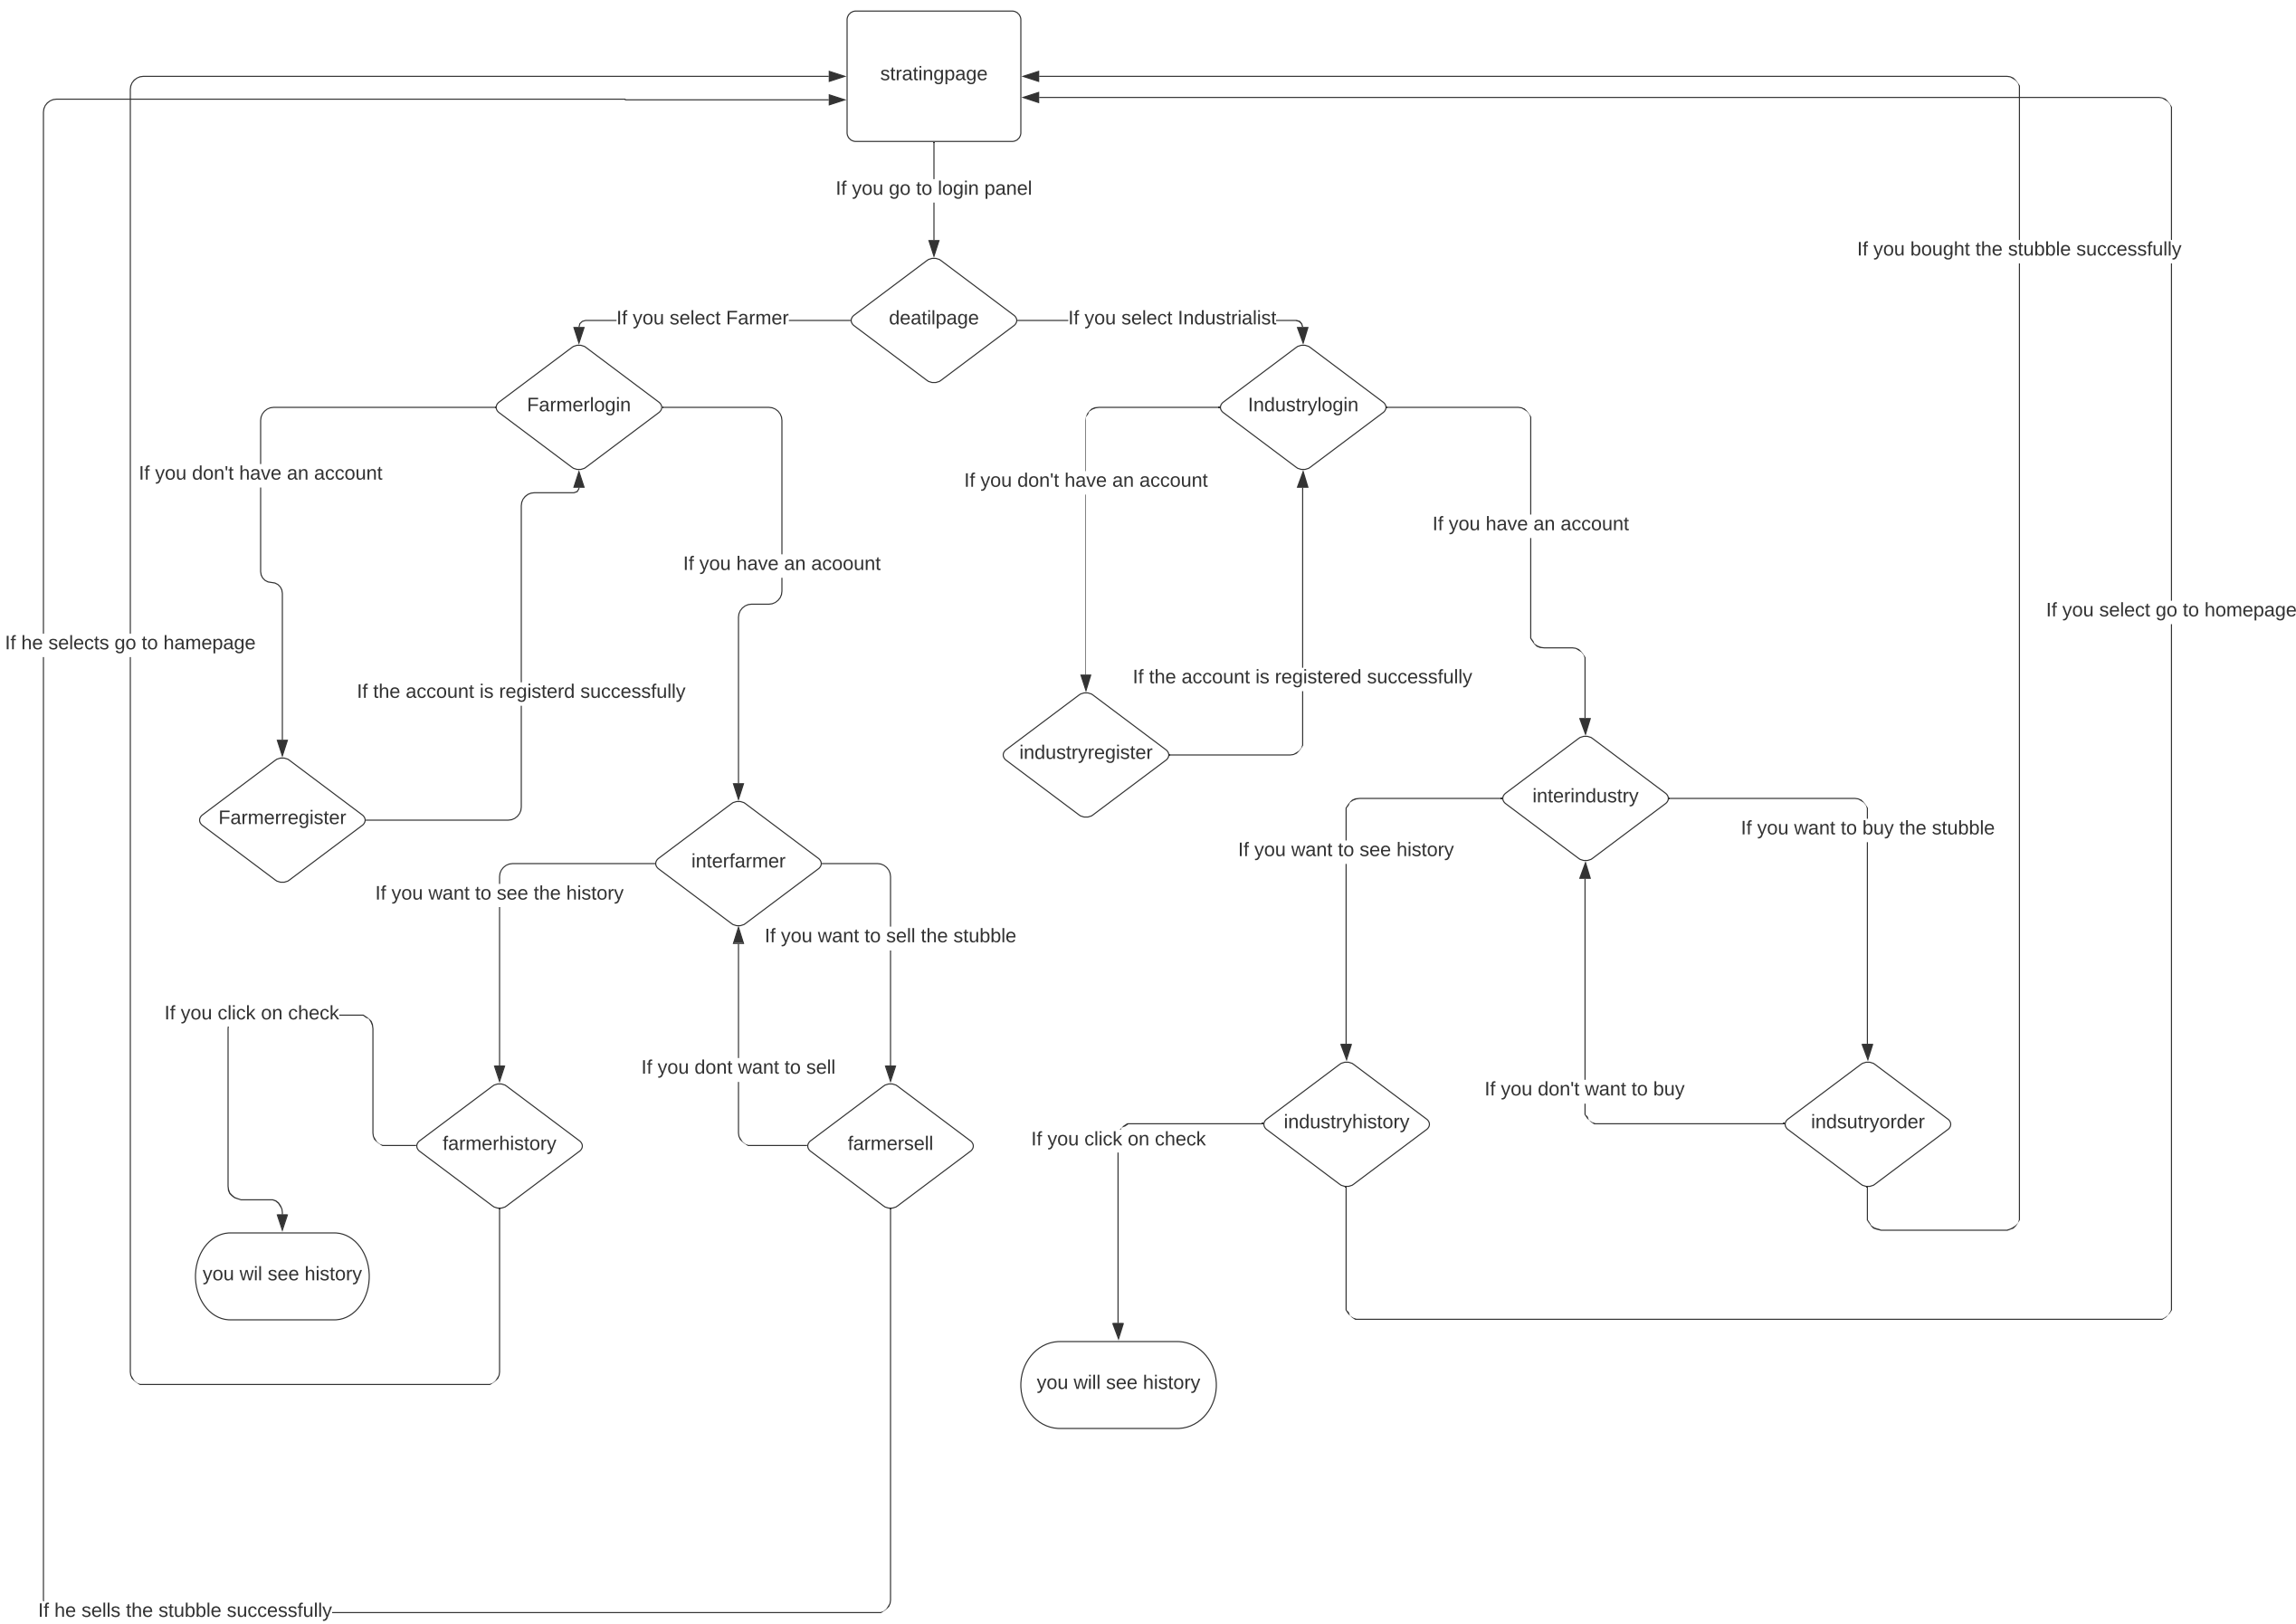 stratingpage
If you go to login panel
If you bought the stubble successfully
deatilpage
If you select Farmer
If you select Industrialist
Farmerlogin
Industrylogin
If you don't have an account
If you don't have an account
If you have an account
If you have an acoount
If you select go to homepage
If he selects go to hamepage
If the account is registerd successfully
If the account is registered successfully
industryregister
interindustry
Farmerregister
If you want to buy the stubble
If you want to see history
interfarmer
If you want to see the history
If you want to sell the stubble
If you click on check
If you dont want to sell
If you don't want to buy
industryhistory
indsutryorder
If you click on check
farmerhistory
farmersell
you wil see history
you will see history
If he sells the stubble successfully